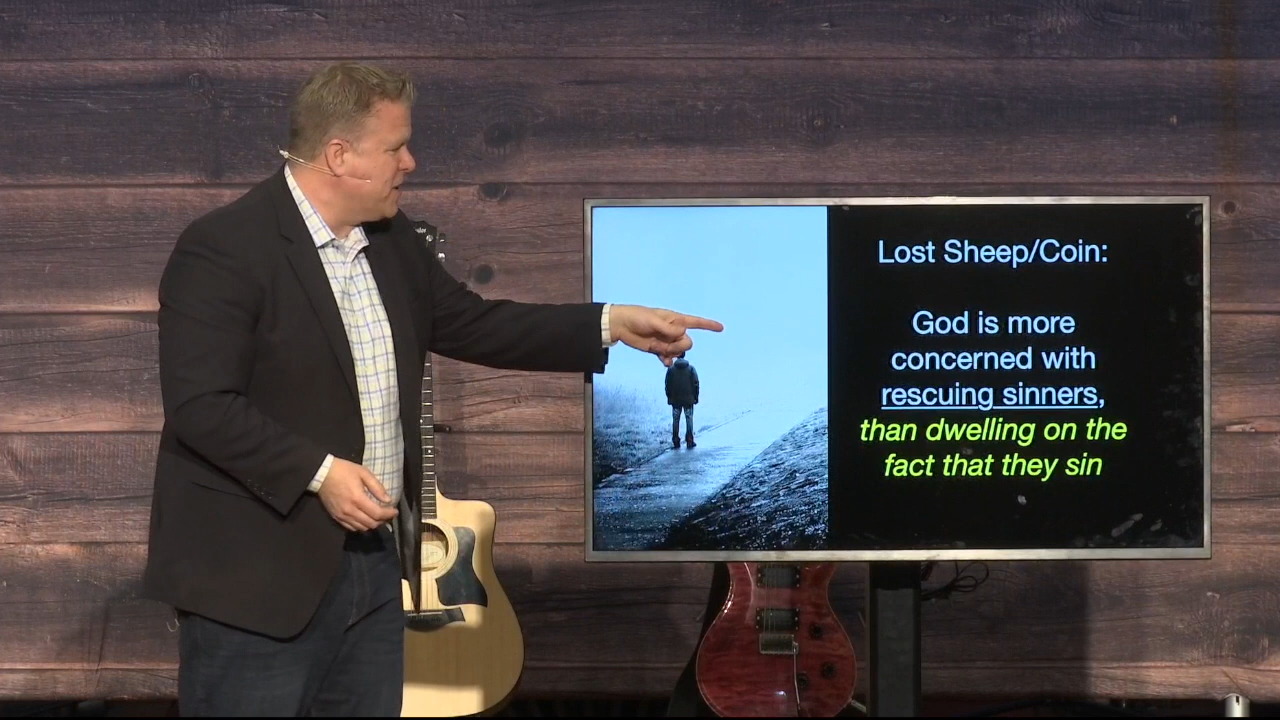 Lost Sheep/Coin:
God is more
concerned with
rescuing sinners,
than dwelling on the
fact that they sin